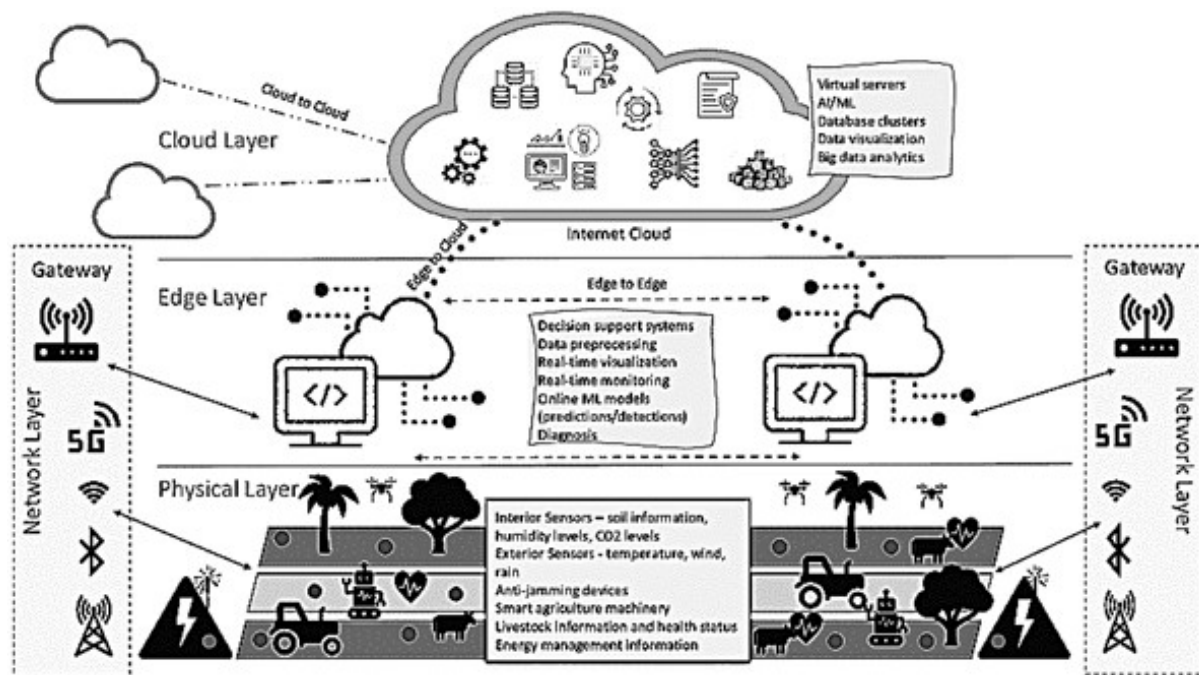 Cloud to Cloud
Cloud Layer
Virtual servers
AI/ML
Database clusters
Data visualization
Big data analytics
Internet Cloud
Edge to Cloud
Gateway
Network Layer
5G
Edge Layer
Edge to Edge
</>
</>
Decision support systems
Data preprocessing
Real-time visualization
Real-time monitoring
Online ML models
(predictions/detections)
Diagnosis
Gateway
Network Layer
5G
Physical Layer
Interior Sensors – soil information,
humidity levels, CO2 levels
Exterior Sensors - temperature, wind,
rain
Anti-jamming devices
Smart agriculture machinery
Livestock information and health status
Energy management information